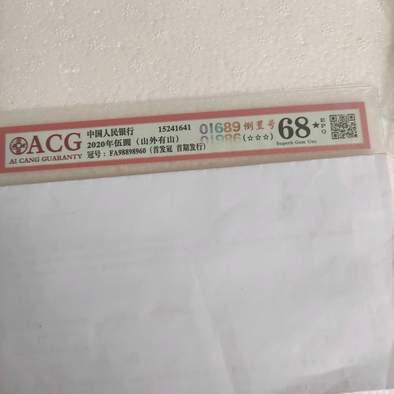 ACG
AI CANG GUARANTY
中国人民银行 15241641
2020年伍圆（山外有山）
冠号：FA98898960（首发冠 首期发行）
01689
01986
倒置号
(☆☆☆)
68★
EPQ
Superb Gem Unc